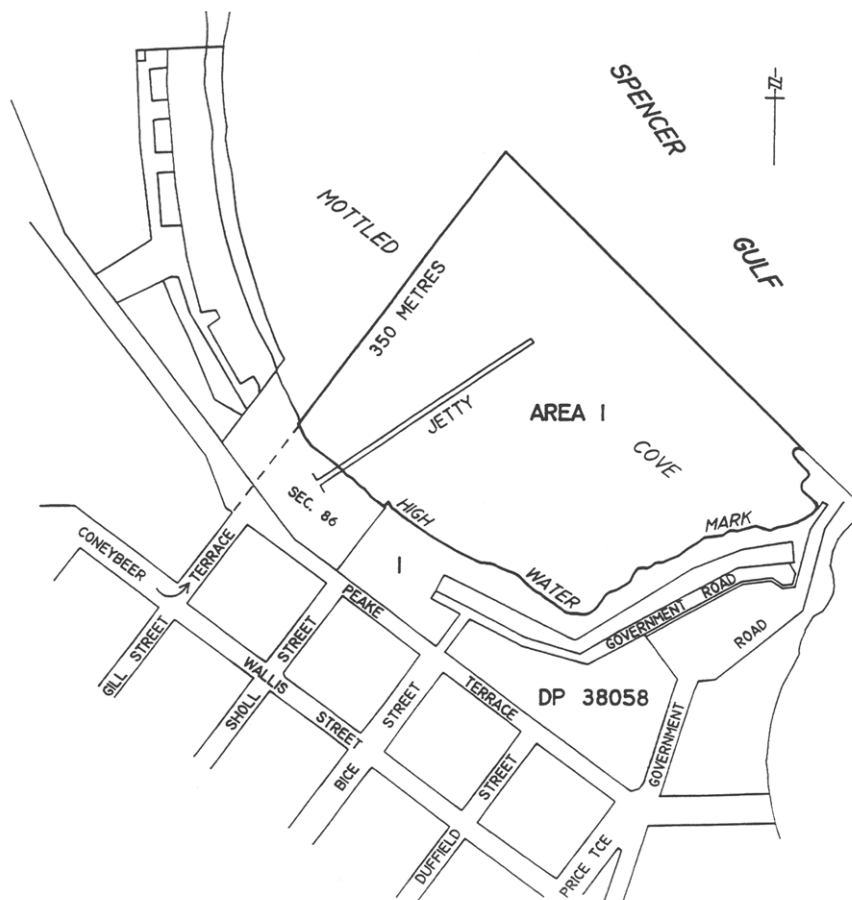 SPENCER
GULF
N
MOTTLED
COVE
350 METRES
JETTY
AREA 1
HIGH
WATER
MARK
SEC. 86
1
CONEYBEER
TERRACE
PEAKE
TERRACE
GILL STREET
SHOLL
STREET
WALLIS
STREET
BICE
STREET
DUFFIELD
STREET
PRICE TCE
DP 38058
GOVERNMENT ROAD
GOVERNMENT
ROAD